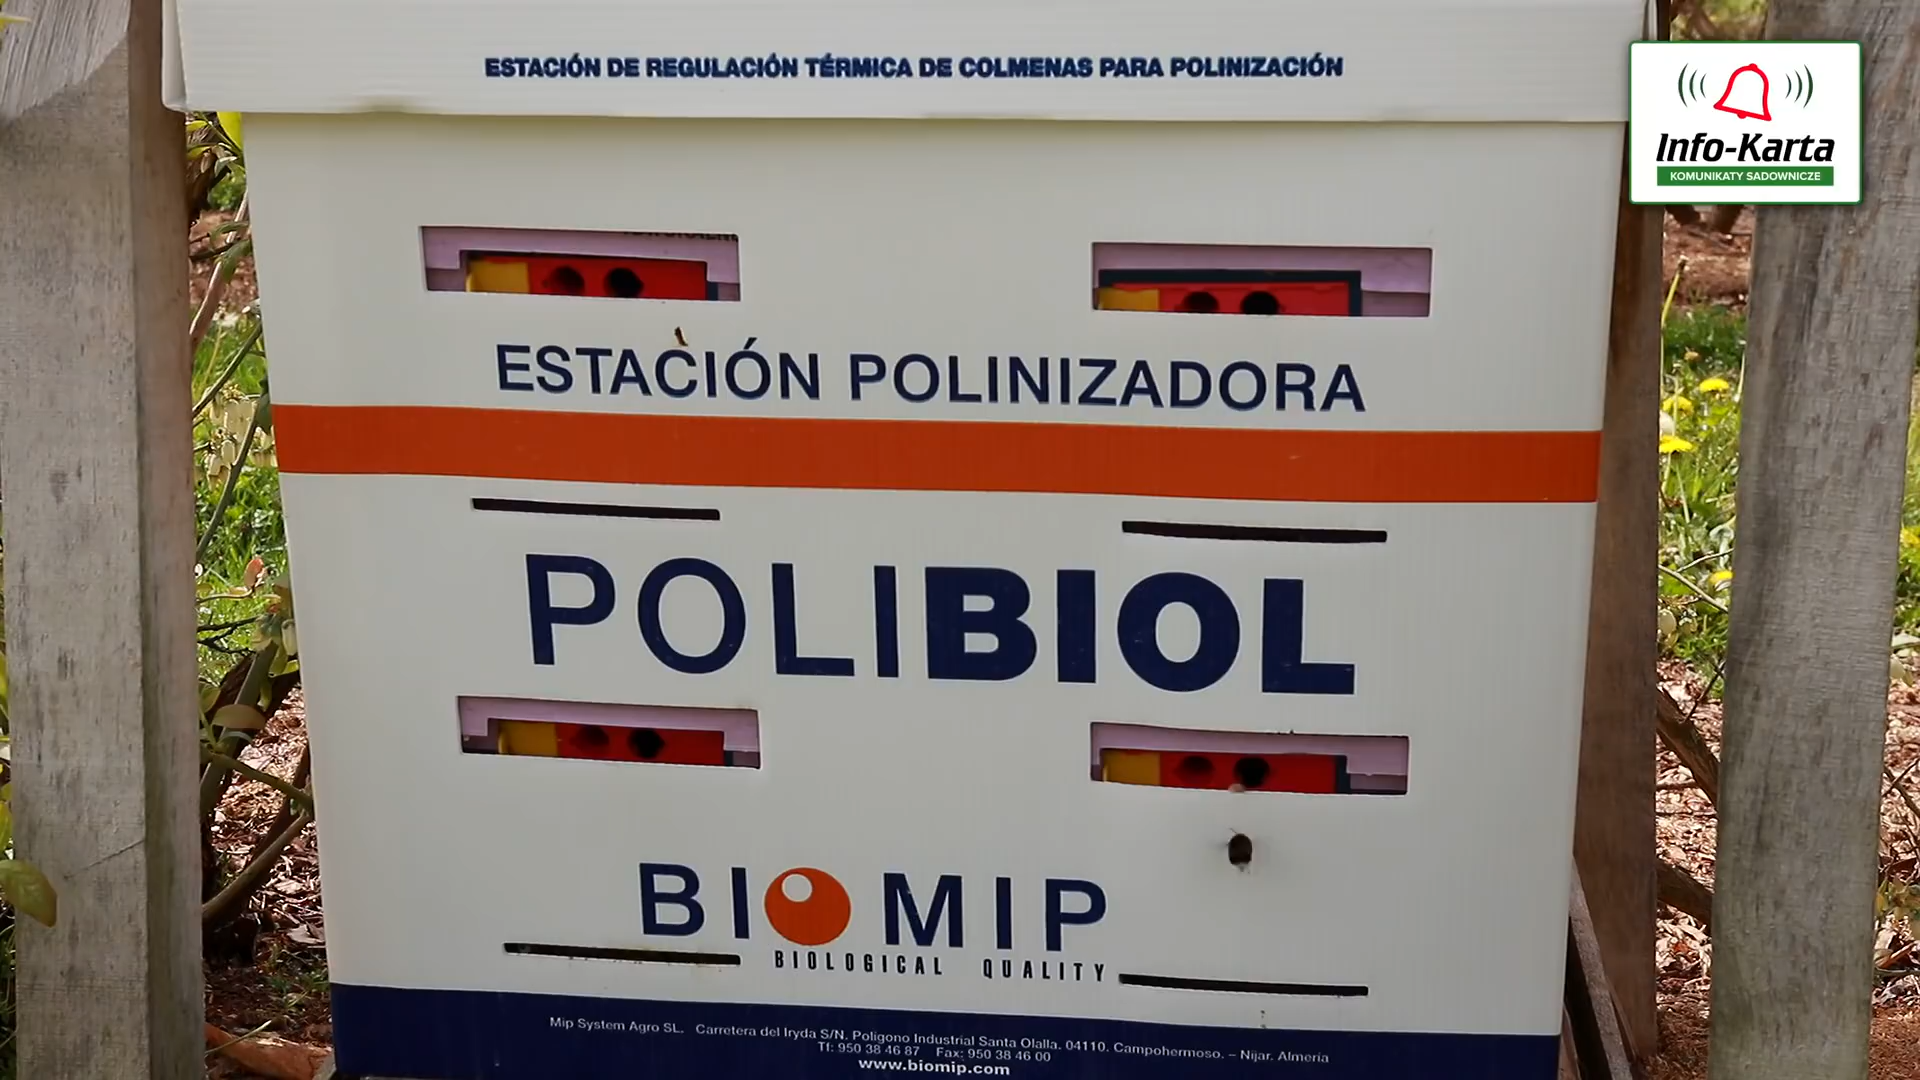 ESTACIÓN DE REGULACIÓN TÉRMICA DE COLMENAS PARA POLINIZACIÓN
Info-Karta
KOMUNIKATY SADOWNICZE
ESTACIÓN POLINIZADORA
POLIBIOL
BIOMIP
BIOLOGICAL QUALITY
Mip System Agro SL. Carretera del Iryda S/N. Poligono Industrial Santa Olalla. 04110. Campohermoso. – Nijar. Almeria
Tf: 950 38 46 87 Fax: 950 38 46 00
www.biomip.com